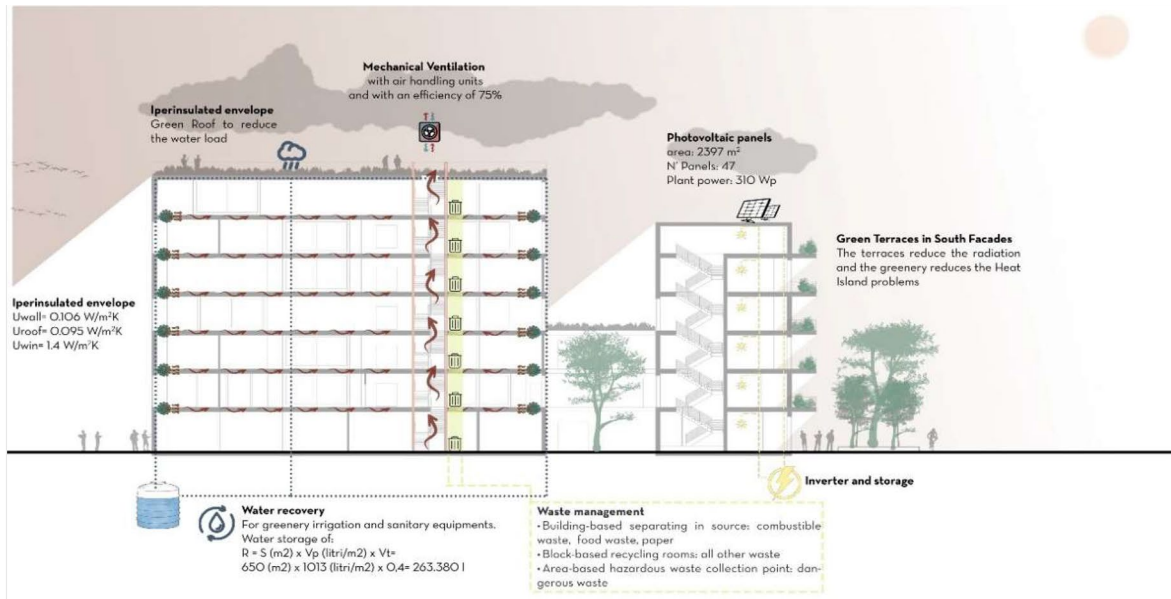 Mechanical Ventilation
with air handling units
and with an efficiency of 75%
Iperinsulated envelope
Green Roof to reduce
the water load
Photovoltaic panels
area: 2397 m²
N' Panels: 47
Plant power: 310 Wp
Green Terraces in South Facades
The terraces reduce the radiation
and the greenery reduces the Heat
Island problems
Iperinsulated envelope
Uwall= 0.106 W/m²K
Uroof= 0.095 W/m²K
Uwin= 1.4 W/m²K
Inverter and storage
Water recovery
For greenery irrigation and sanitary equipments.
Water storage of:
R = S (m2) x Vp (litri/m2) x Vt=
650 (m2) x 1013 (litri/m2) x 0,4= 263.380 l
Waste management
•Building-based separating in source: combustible
waste, food waste, paper
•Block-based recycling rooms: all other waste
•Area-based hazardous waste collection point: dan-
gerous waste